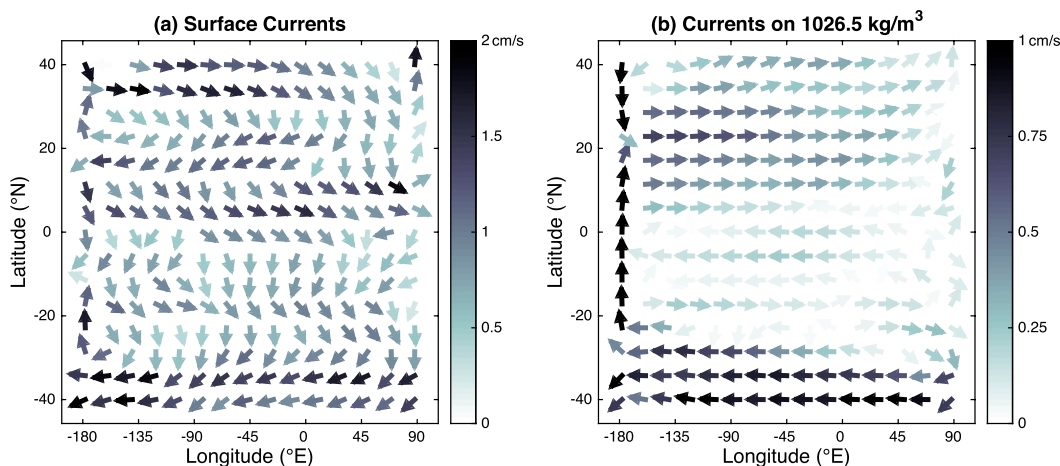 (a) Surface Currents
2 cm/s
1.5
1
0.5
0
40
20
0
-20
-40
Latitude (°N)
-180 -135 -90 -45 0 45 90
Longitude (°E)
(b) Currents on 1026.5 kg/m³
1 cm/s
0.75
0.5
0.25
0
40
20
0
-20
-40
Latitude (°N)
-180 -135 -90 -45 0 45 90
Longitude (°E)